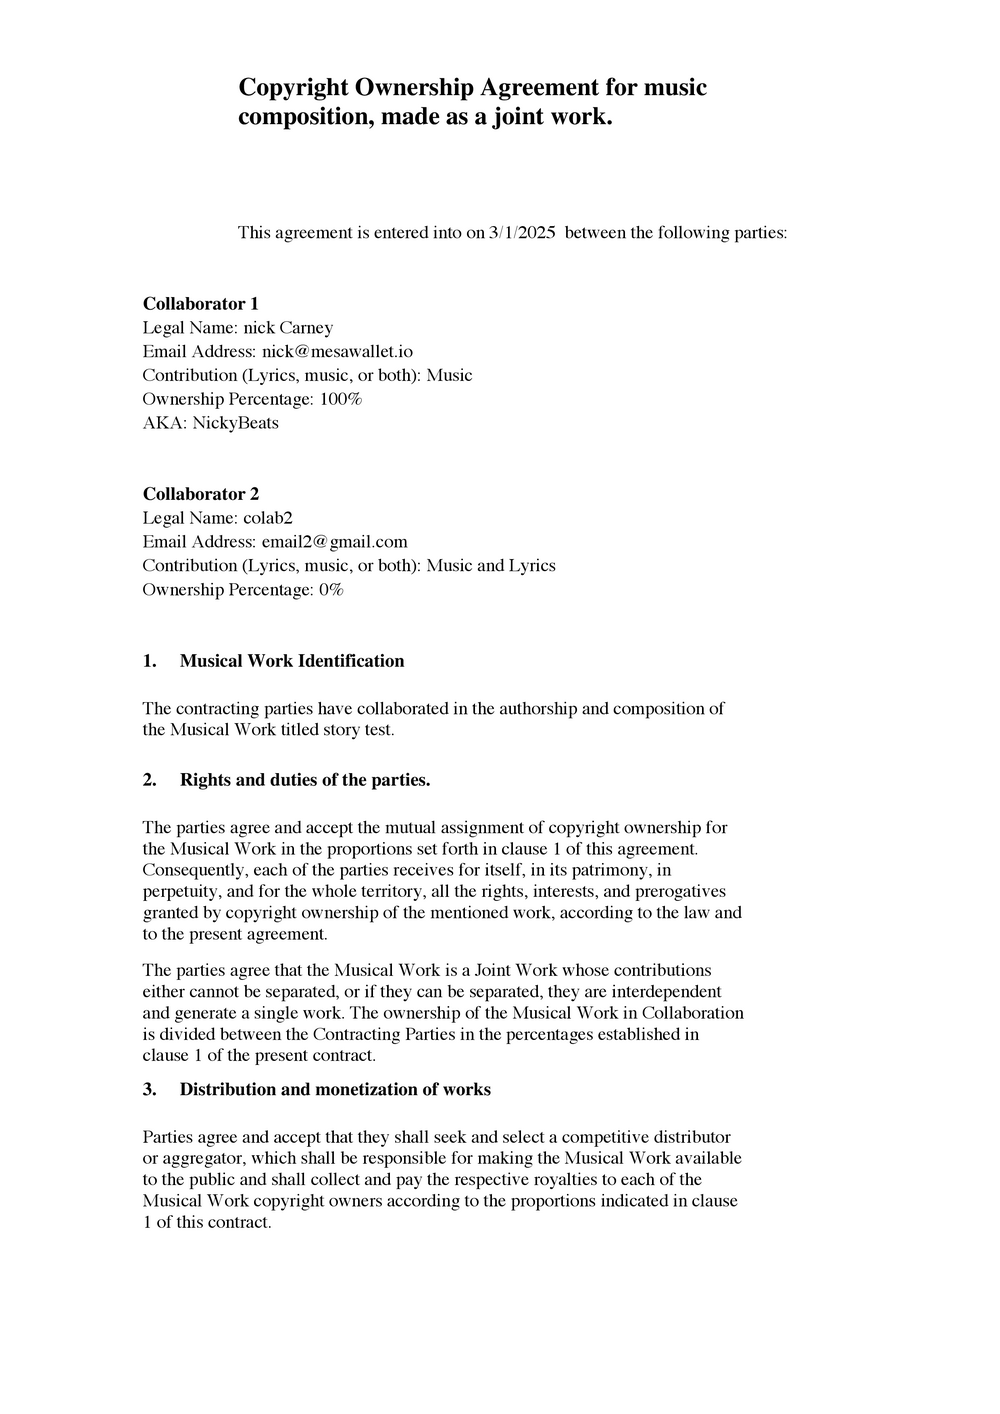 Copyright Ownership Agreement for music
composition, made as a joint work.
This agreement is entered into on 3/1/2025  between the following parties:
Collaborator 1
Legal Name: nick Carney
Email Address: nick@mesawallet.io
Contribution (Lyrics, music, or both): Music
Ownership Percentage: 100%
AKA: NickyBeats
Collaborator 2
Legal Name: colab2
Email Address: email2@gmail.com
Contribution (Lyrics, music, or both): Music and Lyrics
Ownership Percentage: 0%
1. Musical Work Identification
The contracting parties have collaborated in the authorship and composition of
the Musical Work titled story test.
2. Rights and duties of the parties.
The parties agree and accept the mutual assignment of copyright ownership for
the Musical Work in the proportions set forth in clause 1 of this agreement.
Consequently, each of the parties receives for itself, in its patrimony, in
perpetuity, and for the whole territory, all the rights, interests, and prerogatives
granted by copyright ownership of the mentioned work, according to the law and
to the present agreement.
The parties agree that the Musical Work is a Joint Work whose contributions
either cannot be separated, or if they can be separated, they are interdependent
and generate a single work. The ownership of the Musical Work in Collaboration
is divided between the Contracting Parties in the percentages established in
clause 1 of the present contract.
3. Distribution and monetization of works
Parties agree and accept that they shall seek and select a competitive distributor
or aggregator, which shall be responsible for making the Musical Work available
to the public and shall collect and pay the respective royalties to each of the
Musical Work copyright owners according to the proportions indicated in clause
1 of this contract.